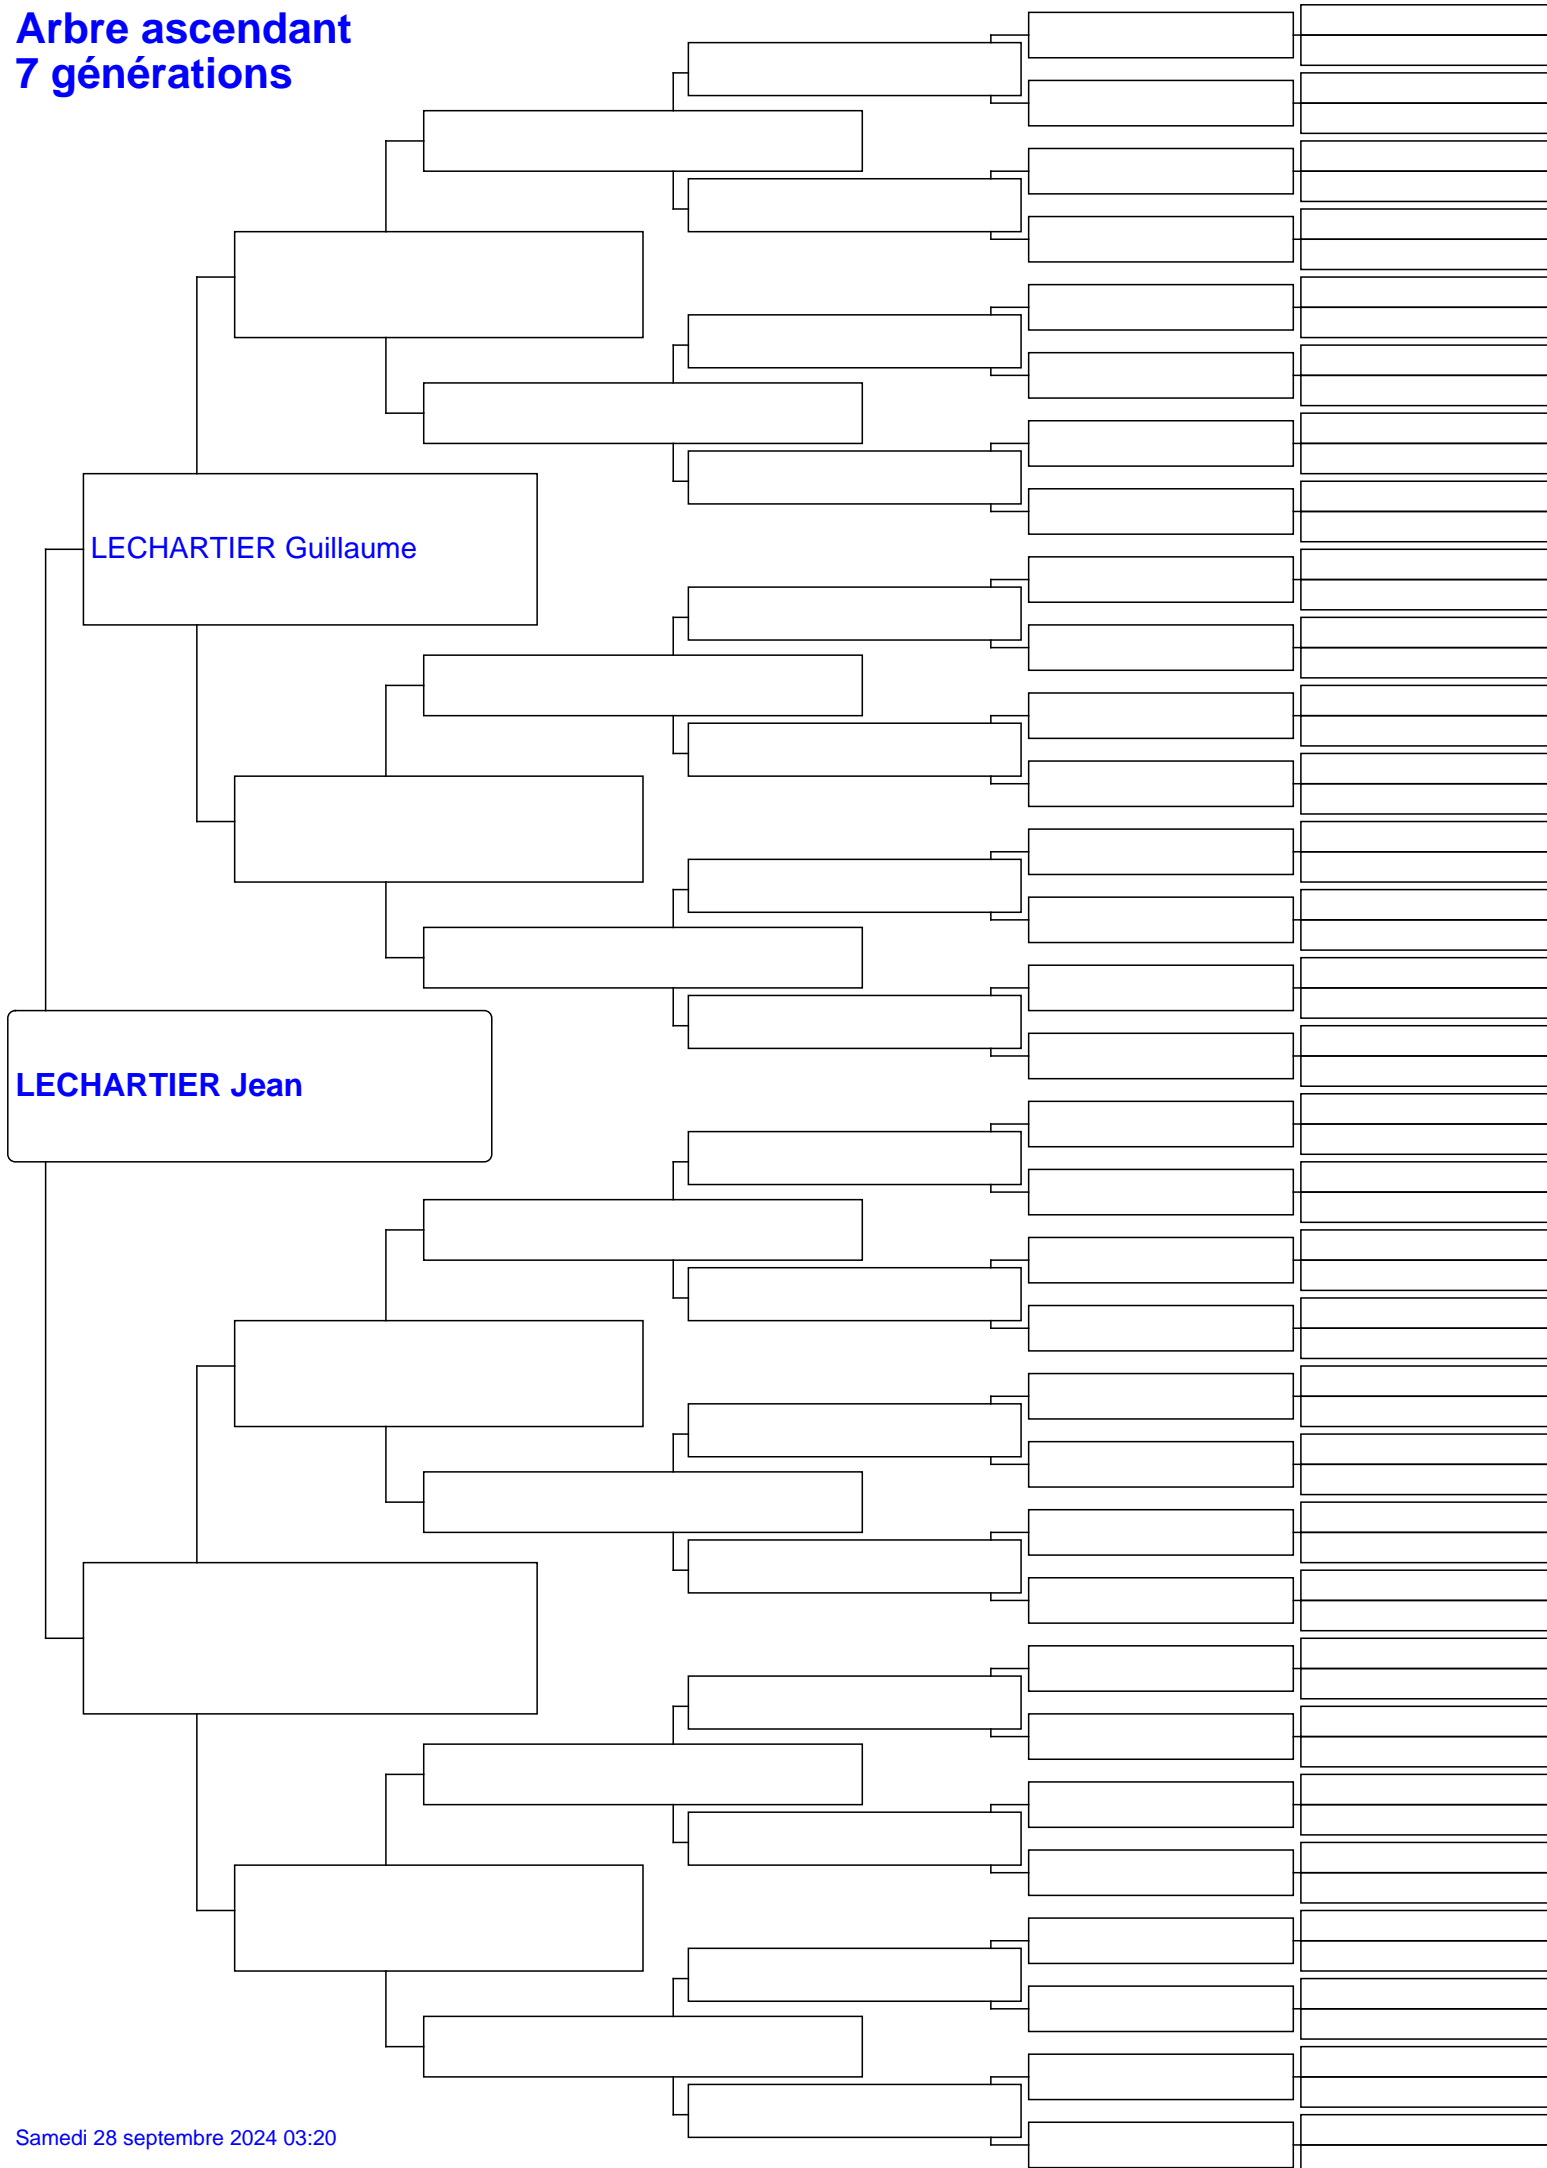 Arbre ascendant
7 générations
LECHARTIER Guillaume
LECHARTIER Jean
Samedi 28 septembre 2024 03:20